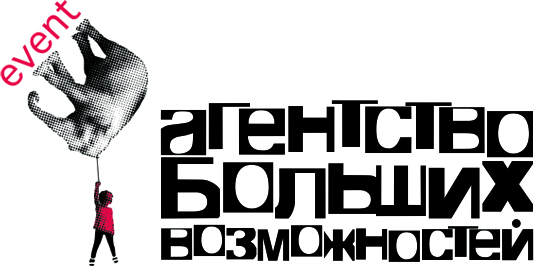 event
агентство
Больших
возможностей